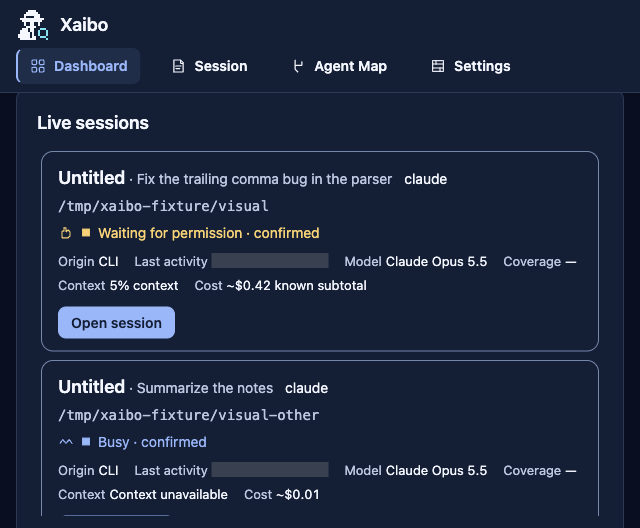 Xaibo
Dashboard Session Agent Map Settings
Live sessions
Untitled · Fix the trailing comma bug in the parser claude
/tmp/xaibo-fixture/visual
Waiting for permission · confirmed
Origin CLI Last activity Model Claude Opus 5.5 Coverage —
Context 5% context Cost ~$0.42 known subtotal
Open session
Untitled · Summarize the notes claude
/tmp/xaibo-fixture/visual-other
Busy · confirmed
Origin CLI Last activity Model Claude Opus 5.5 Coverage —
Context Context unavailable Cost ~$0.01